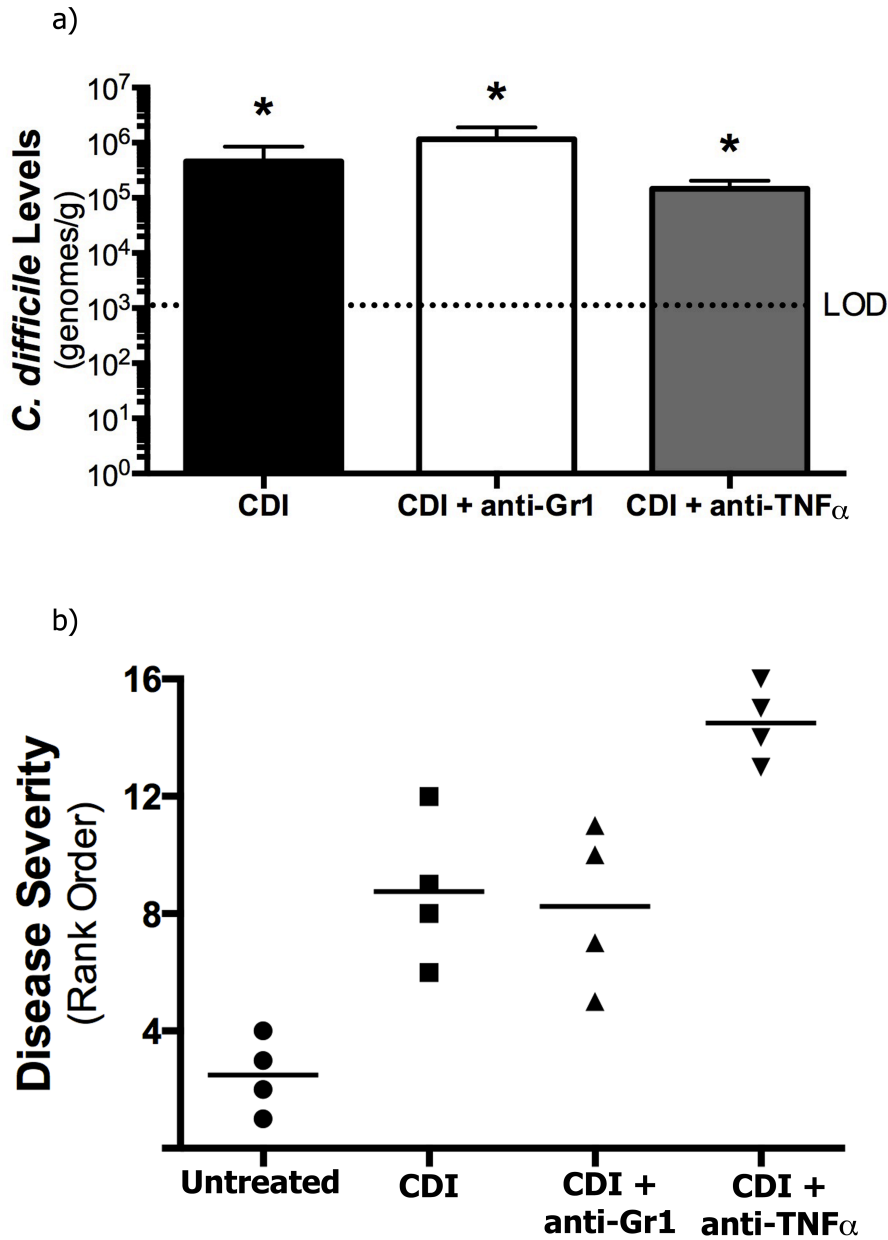 a)
C. difficile Levels
(genomes/g)
10⁷
10⁶
10⁵
10⁴
10³
10²
10¹
10⁰
*
*
*
LOD
CDI
CDI + anti-Gr1
CDI + anti-TNFα
b)
Disease Severity
(Rank Order)
16
12
8
4
Untreated
CDI
CDI +
anti-Gr1
CDI +
anti-TNFα